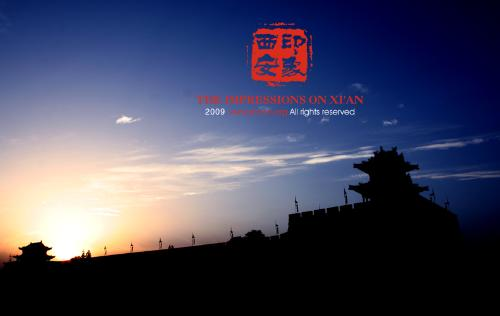 西印
安象
THE IMPRESSIONS ON XI'AN
2009 All rights reserved